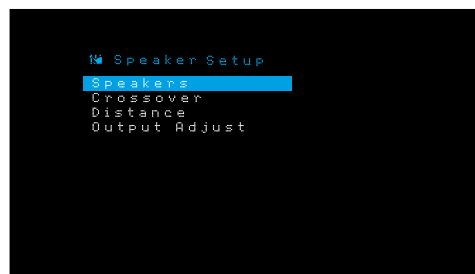 Speaker Setup
Speakers
Crossover
Distance
Output Adjust